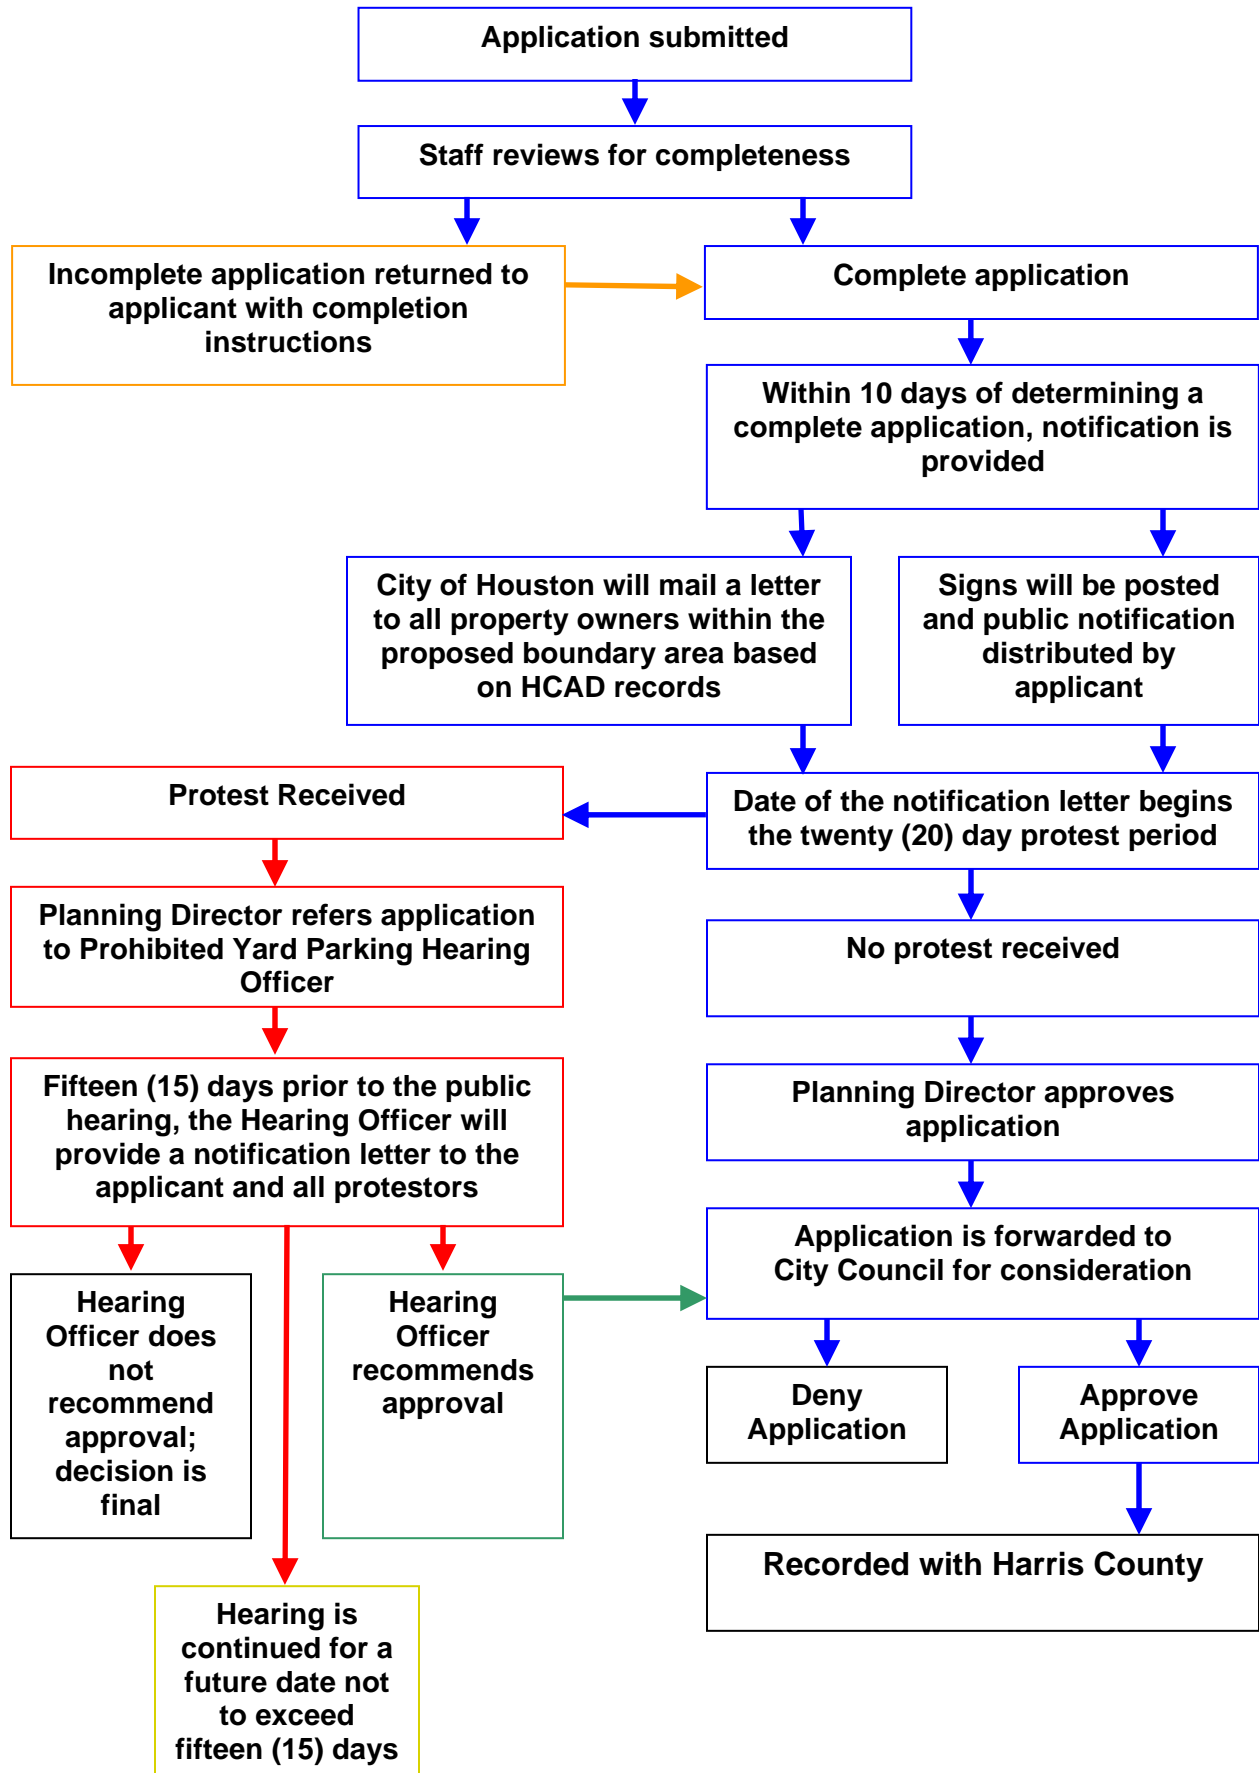 Application submitted
Staff reviews for completeness
Incomplete application returned to
applicant with completion
instructions
Complete application
Within 10 days of determining a
complete application, notification is
provided
City of Houston will mail a letter
to all property owners within the
proposed boundary area based
on HCAD records
Signs will be posted
and public notification
distributed by
applicant
Protest Received
Date of the notification letter begins
the twenty (20) day protest period
Planning Director refers application
to Prohibited Yard Parking Hearing
Officer
No protest received
Fifteen (15) days prior to the public
hearing, the Hearing Officer will
provide a notification letter to the
applicant and all protestors
Planning Director approves
application
Application is forwarded to
City Council for consideration
Hearing
Officer does
not
recommend
approval;
decision is
final
Hearing
Officer
recommends
approval
Deny
Application
Approve
Application
Recorded with Harris County
Hearing is
continued for a
future date not
to exceed
fifteen (15) days